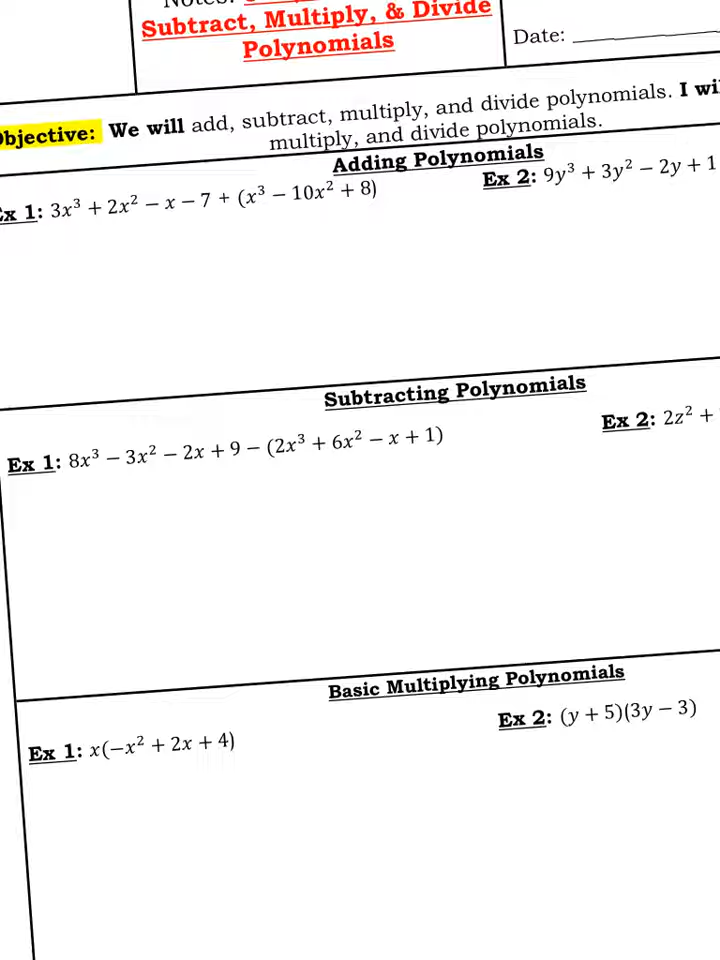 Notes:
Subtract, Multiply, & Divide
Polynomials
Date:
Objective: We will add, subtract, multiply, and divide polynomials. I wil
multiply, and divide polynomials.
Adding Polynomials
Ex 1: 3x³ + 2x² − x − 7 + (x³ − 10x² + 8)
Ex 2: 9y³ + 3y² − 2y + 1
Subtracting Polynomials
Ex 1: 8x³ − 3x² − 2x + 9 − (2x³ + 6x² − x + 1)
Ex 2: 2z² +
Basic Multiplying Polynomials
Ex 1: x(−x² + 2x + 4)
Ex 2: (y + 5)(3y − 3)